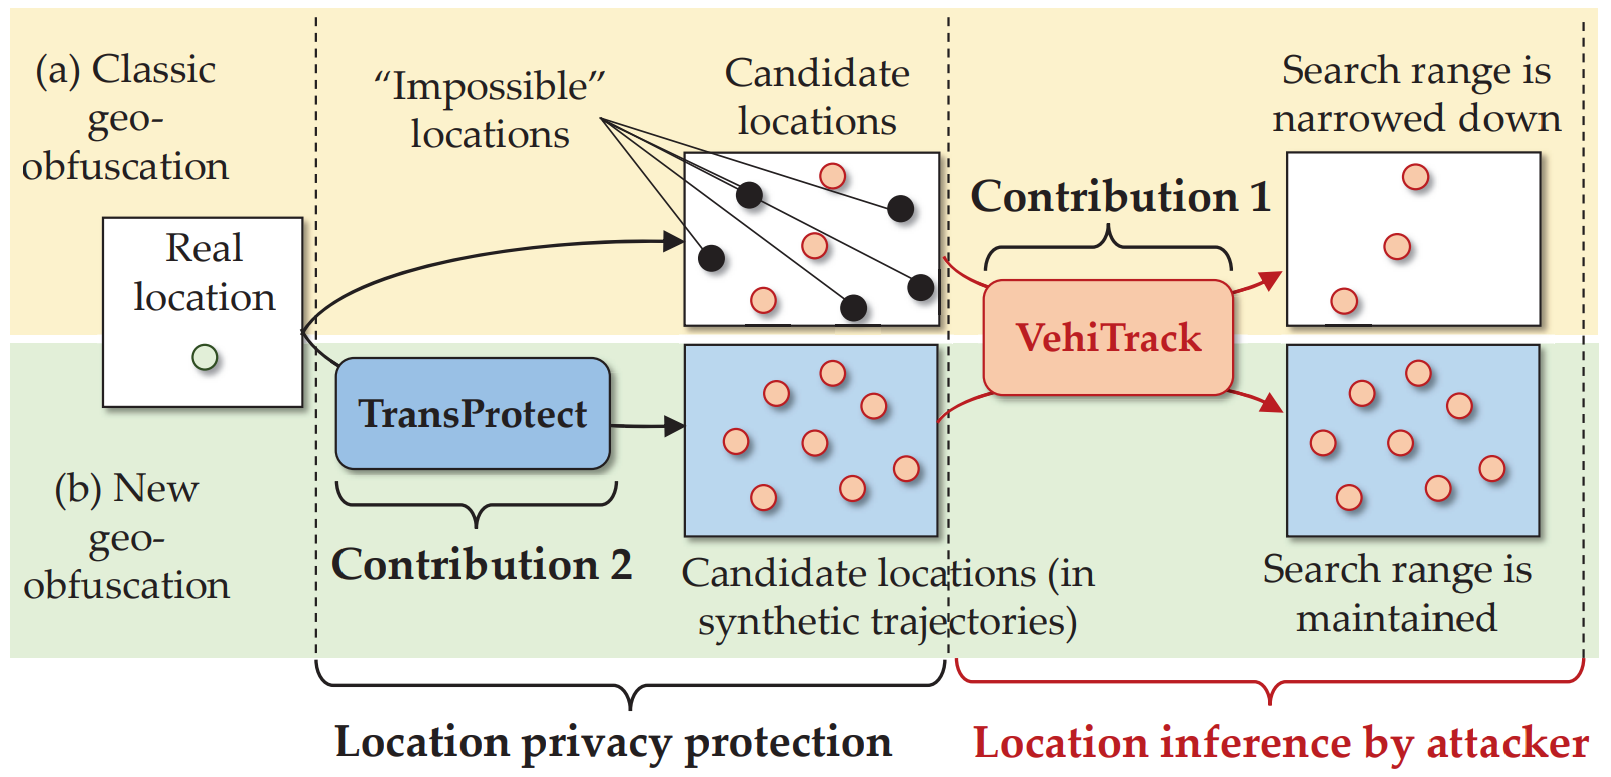 (a) Classic
geo-
obfuscation
"Impossible"
locations
Candidate
locations
Search range is
narrowed down
Contribution 1
Real
location
VehiTrack
TransProtect
(b) New
geo-
obfuscation
Contribution 2
Candidate locations (in
synthetic trajectories)
Search range is
maintained
Location privacy protection
Location inference by attacker